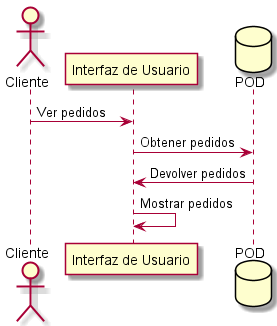 Cliente
Interfaz de Usuario
POD
Ver pedidos
Obtener pedidos
Devolver pedidos
Mostrar pedidos
Cliente
Interfaz de Usuario
POD